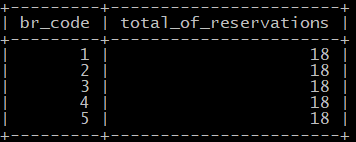 +---------+-----------------------+
| br_code | total_of_reservations |
+---------+-----------------------+
|       1 |                    18 |
|       2 |                    18 |
|       3 |                    18 |
|       4 |                    18 |
|       5 |                    18 |
+---------+-----------------------+